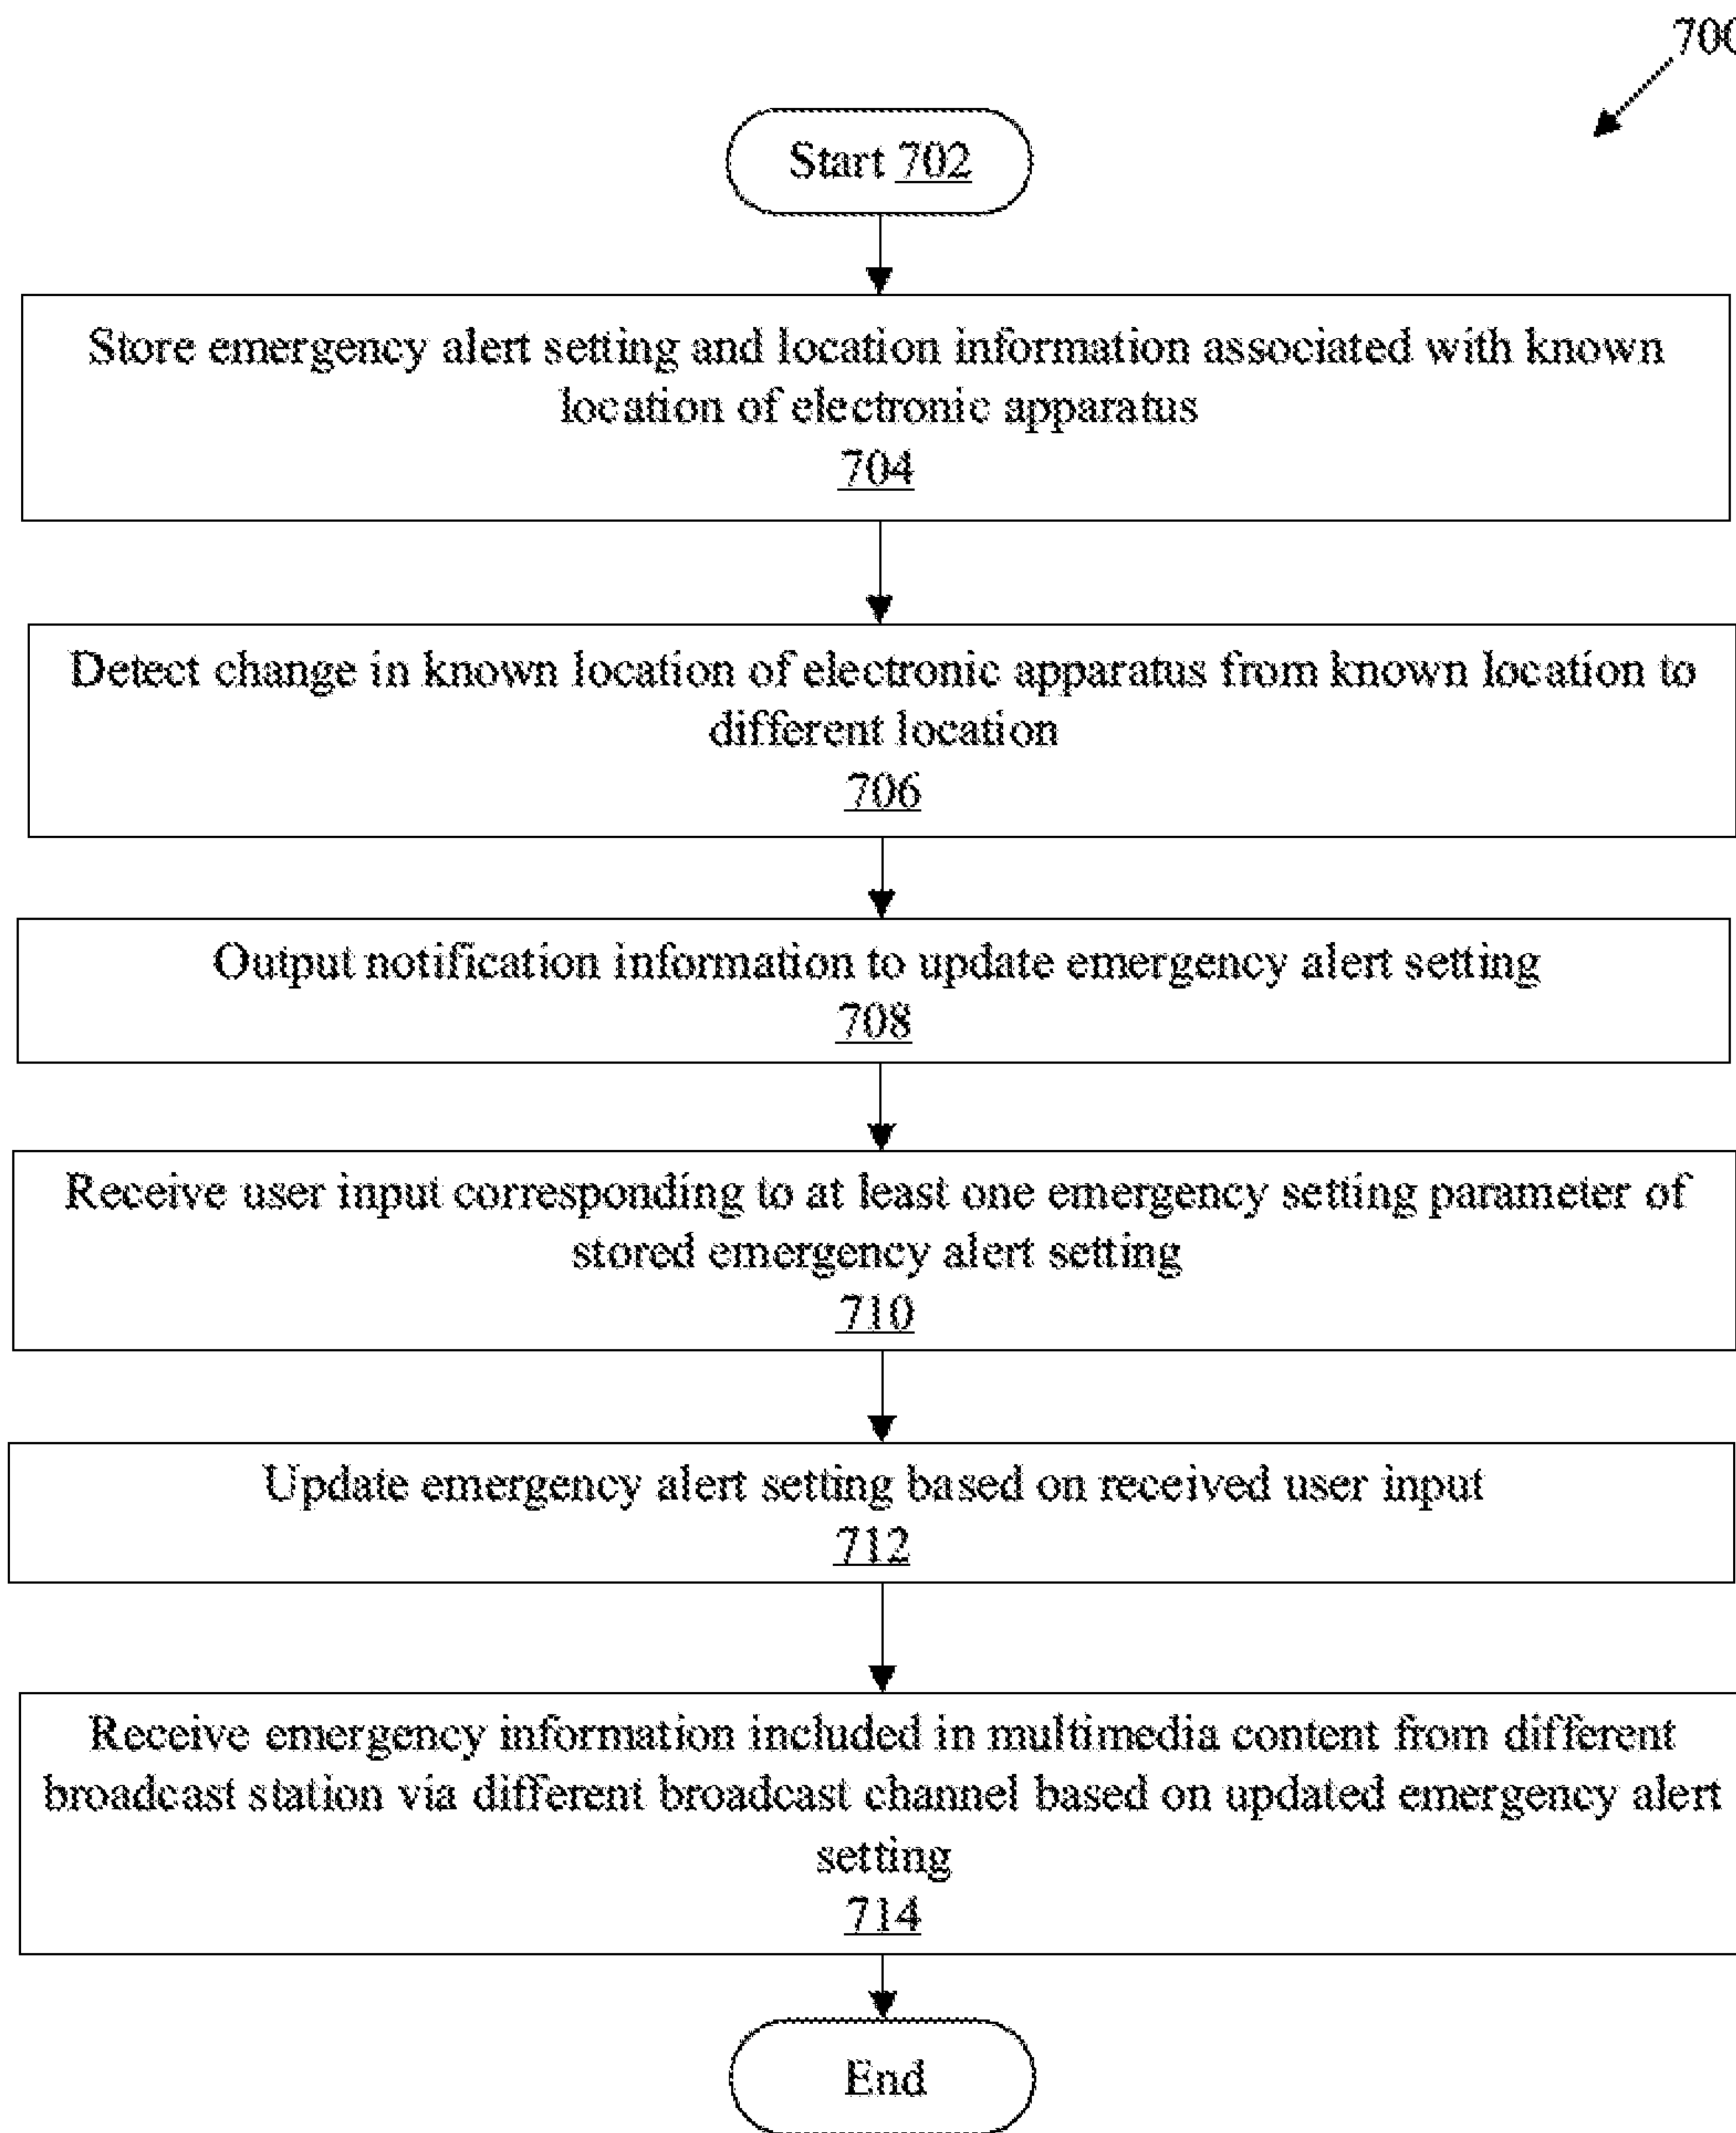 700
Start 702
Store emergency alert setting and location information associated with known
location of electronic apparatus
704
Detect change in known location of electronic apparatus from known location to
different location
706
Output notification information to update emergency alert setting
708
Receive user input corresponding to at least one emergency setting parameter of
stored emergency alert setting
710
Update emergency alert setting based on received user input
712
Receive emergency information included in multimedia content from different
broadcast station via different broadcast channel based on updated emergency alert
setting
714
End